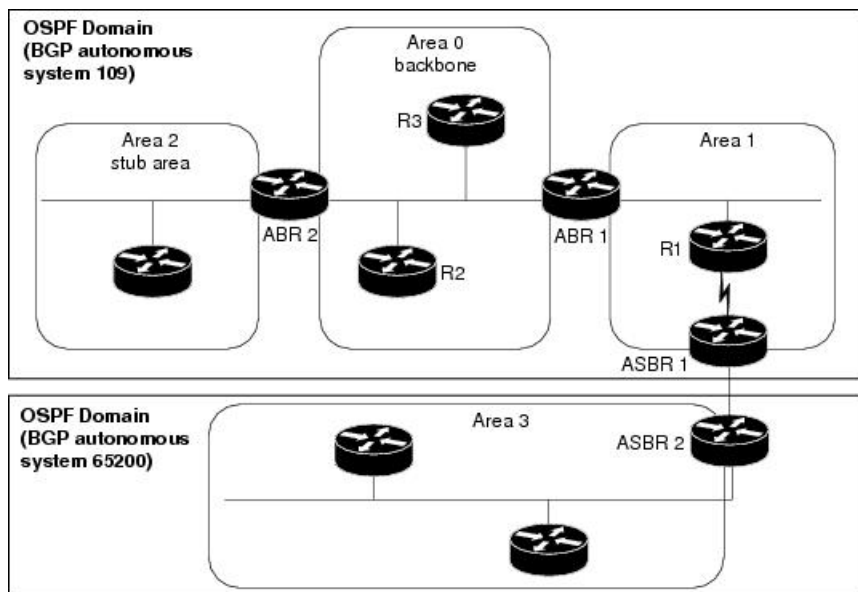 OSPF Domain
(BGP autonomous
system 109)
Area 0
backbone
R3
Area 2
stub area
Area 1
ABR 2
ABR 1
R2
R1
ASBR 1
OSPF Domain
(BGP autonomous
system 65200)
Area 3
ASBR 2